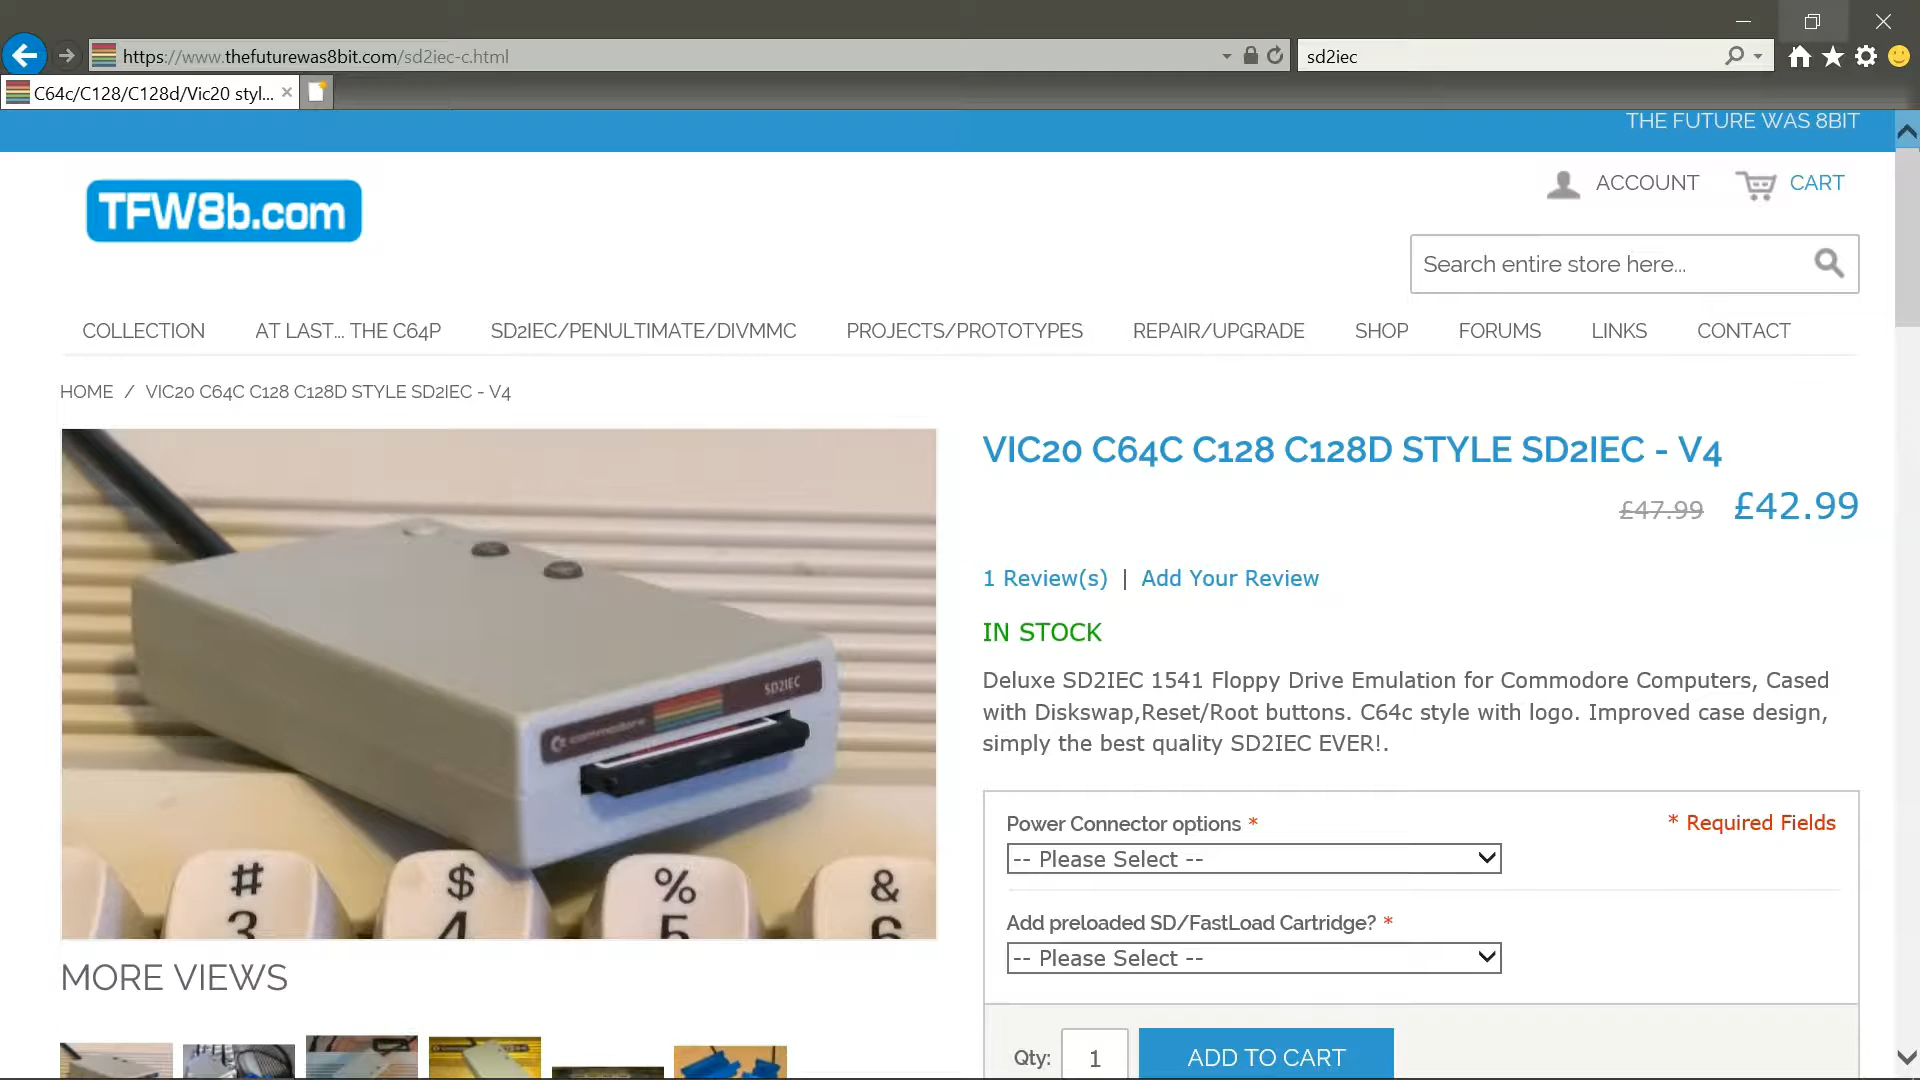 https://www.thefuturewas8bit.com/sd2iec-c.html
sd2iec
C64c/C128/C128d/Vic20 styl...
THE FUTURE WAS 8BIT
TFW8b.com
ACCOUNT
CART
Search entire store here...
COLLECTION
AT LAST... THE C64P
SD2IEC/PENULTIMATE/DIVMMC
PROJECTS/PROTOTYPES
REPAIR/UPGRADE
SHOP
FORUMS
LINKS
CONTACT
HOME / VIC20 C64C C128 C128D STYLE SD2IEC - V4
VIC20 C64C C128 C128D STYLE SD2IEC - V4
£47.99 £42.99
1 Review(s) | Add Your Review
IN STOCK
Deluxe SD2IEC 1541 Floppy Drive Emulation for Commodore Computers, Cased
with Diskswap,Reset/Root buttons. C64c style with logo. Improved case design,
simply the best quality SD2IEC EVER!.
commodore SD2IEC
# $ % &
3 4 5 6
Power Connector options *
* Required Fields
-- Please Select --
Add preloaded SD/FastLoad Cartridge? *
-- Please Select --
MORE VIEWS
Qty: 1 ADD TO CART